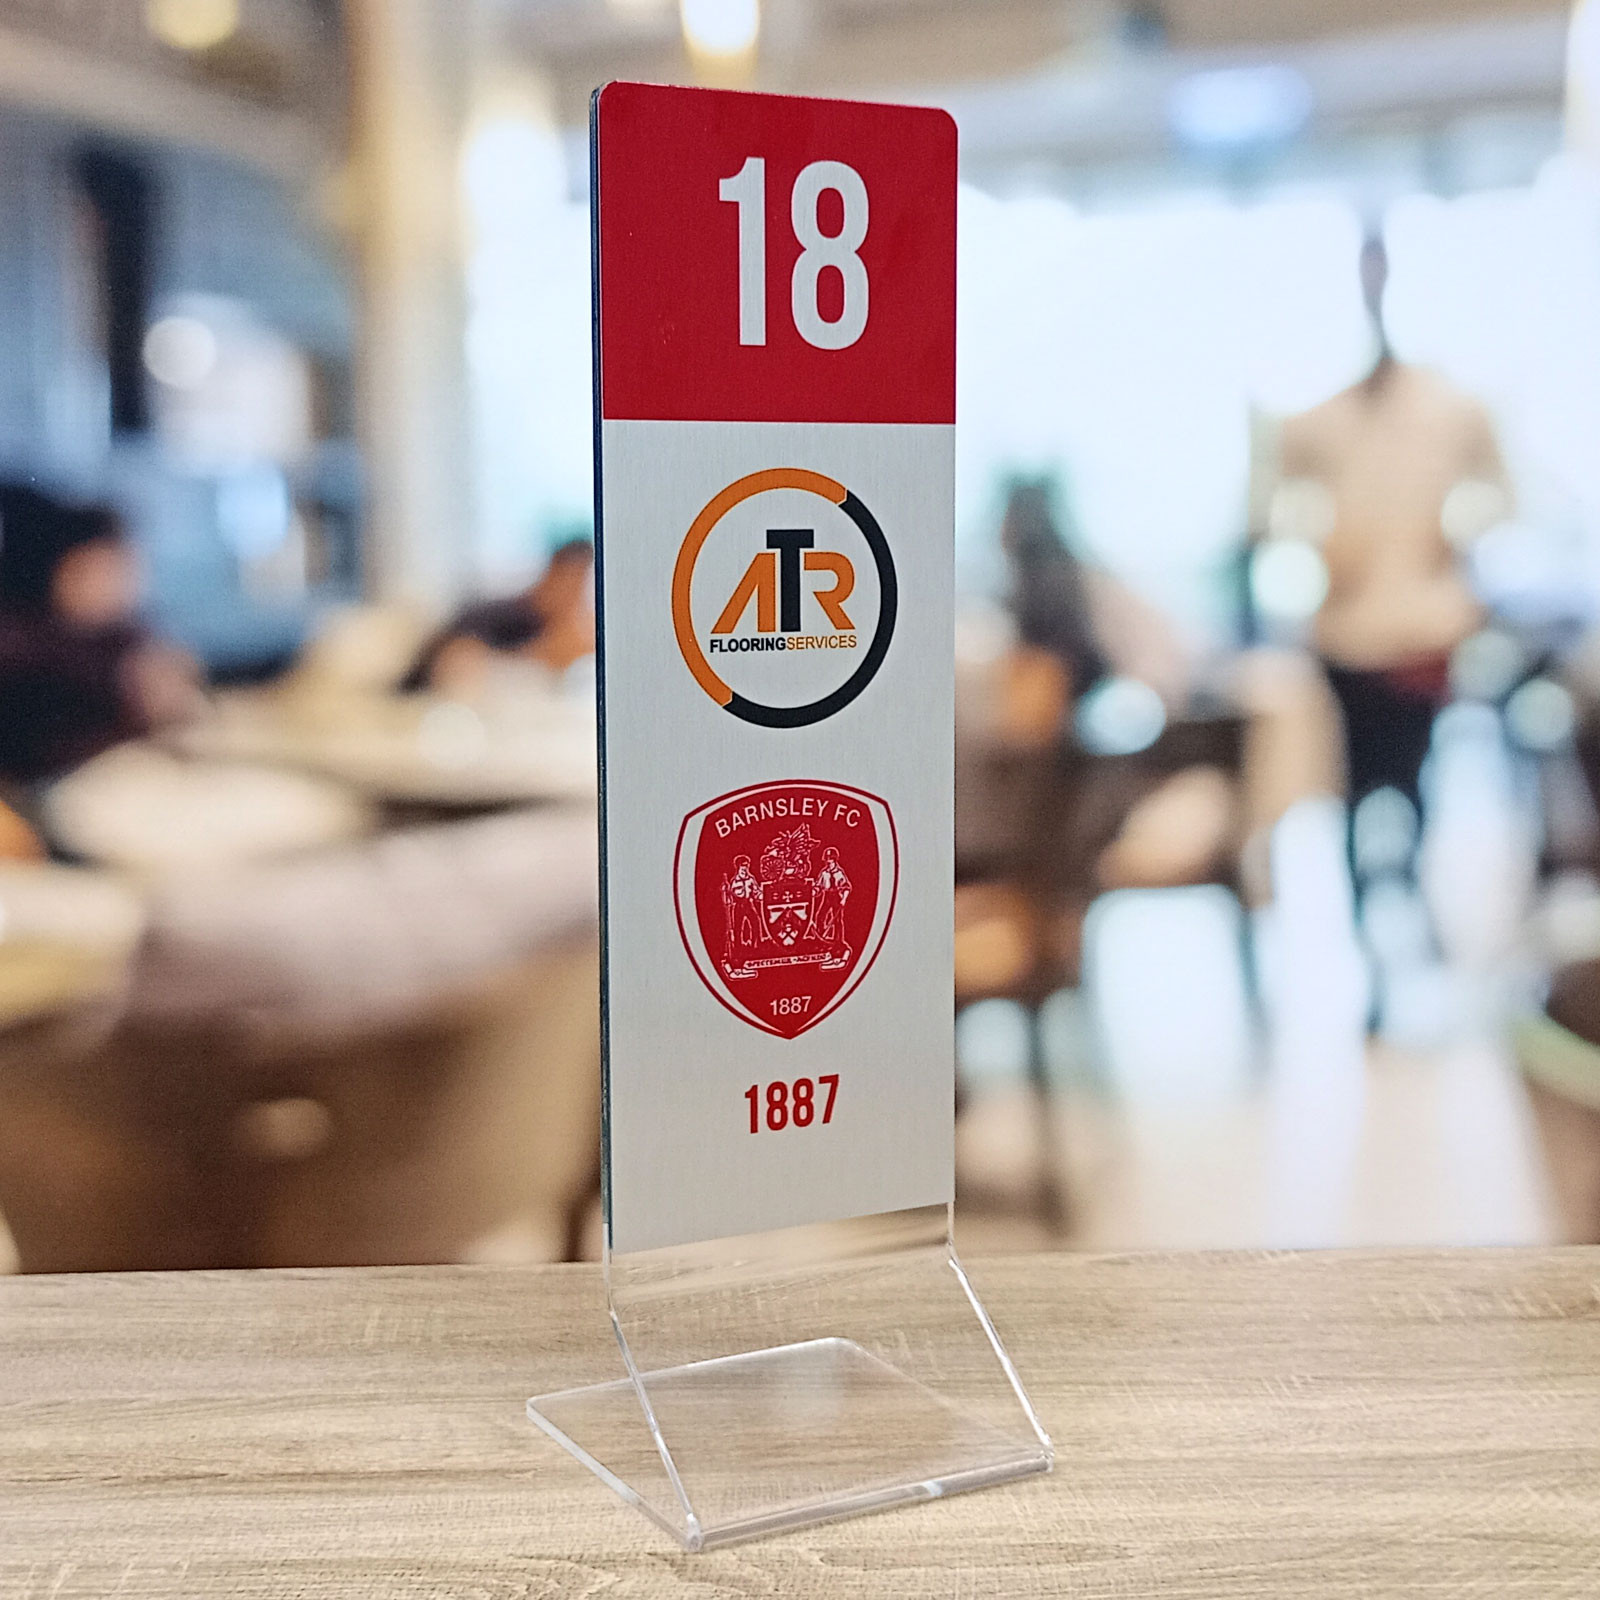 18
ATR
FLOORINGSERVICES
BARNSLEY FC
1887
1887